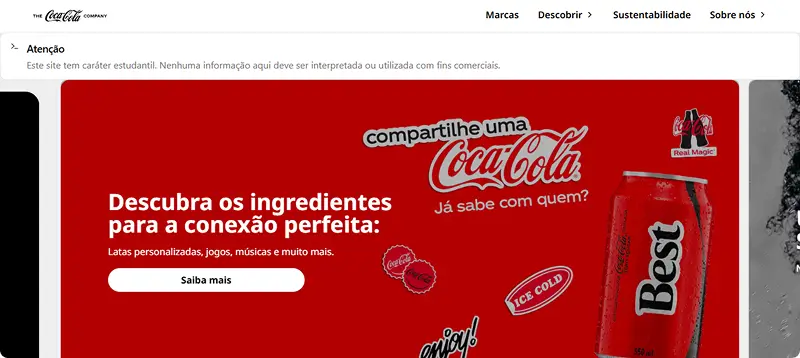 THE Coca-Cola COMPANY
Marcas
Descobrir
Sustentabilidade
Sobre nós
Atenção
Este site tem caráter estudantil. Nenhuma informação aqui deve ser interpretada ou utilizada com fins comerciais.
compartilhe uma
Coca-Cola
Já sabe com quem?
Real Magic
Descubra os ingredientes
para a conexão perfeita:
Latas personalizadas, jogos, músicas e muito mais.
Saiba mais
Coca-Cola
Coca-Cola
ICE COLD
enjoy!
Coca-Cola
Best
350 ml